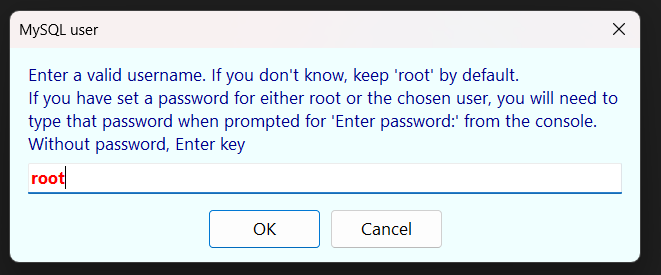 MySQL user
Enter a valid username. If you don't know, keep 'root' by default.
If you have set a password for either root or the chosen user, you will need to
type that password when prompted for 'Enter password:' from the console.
Without password, Enter key
root
OK Cancel